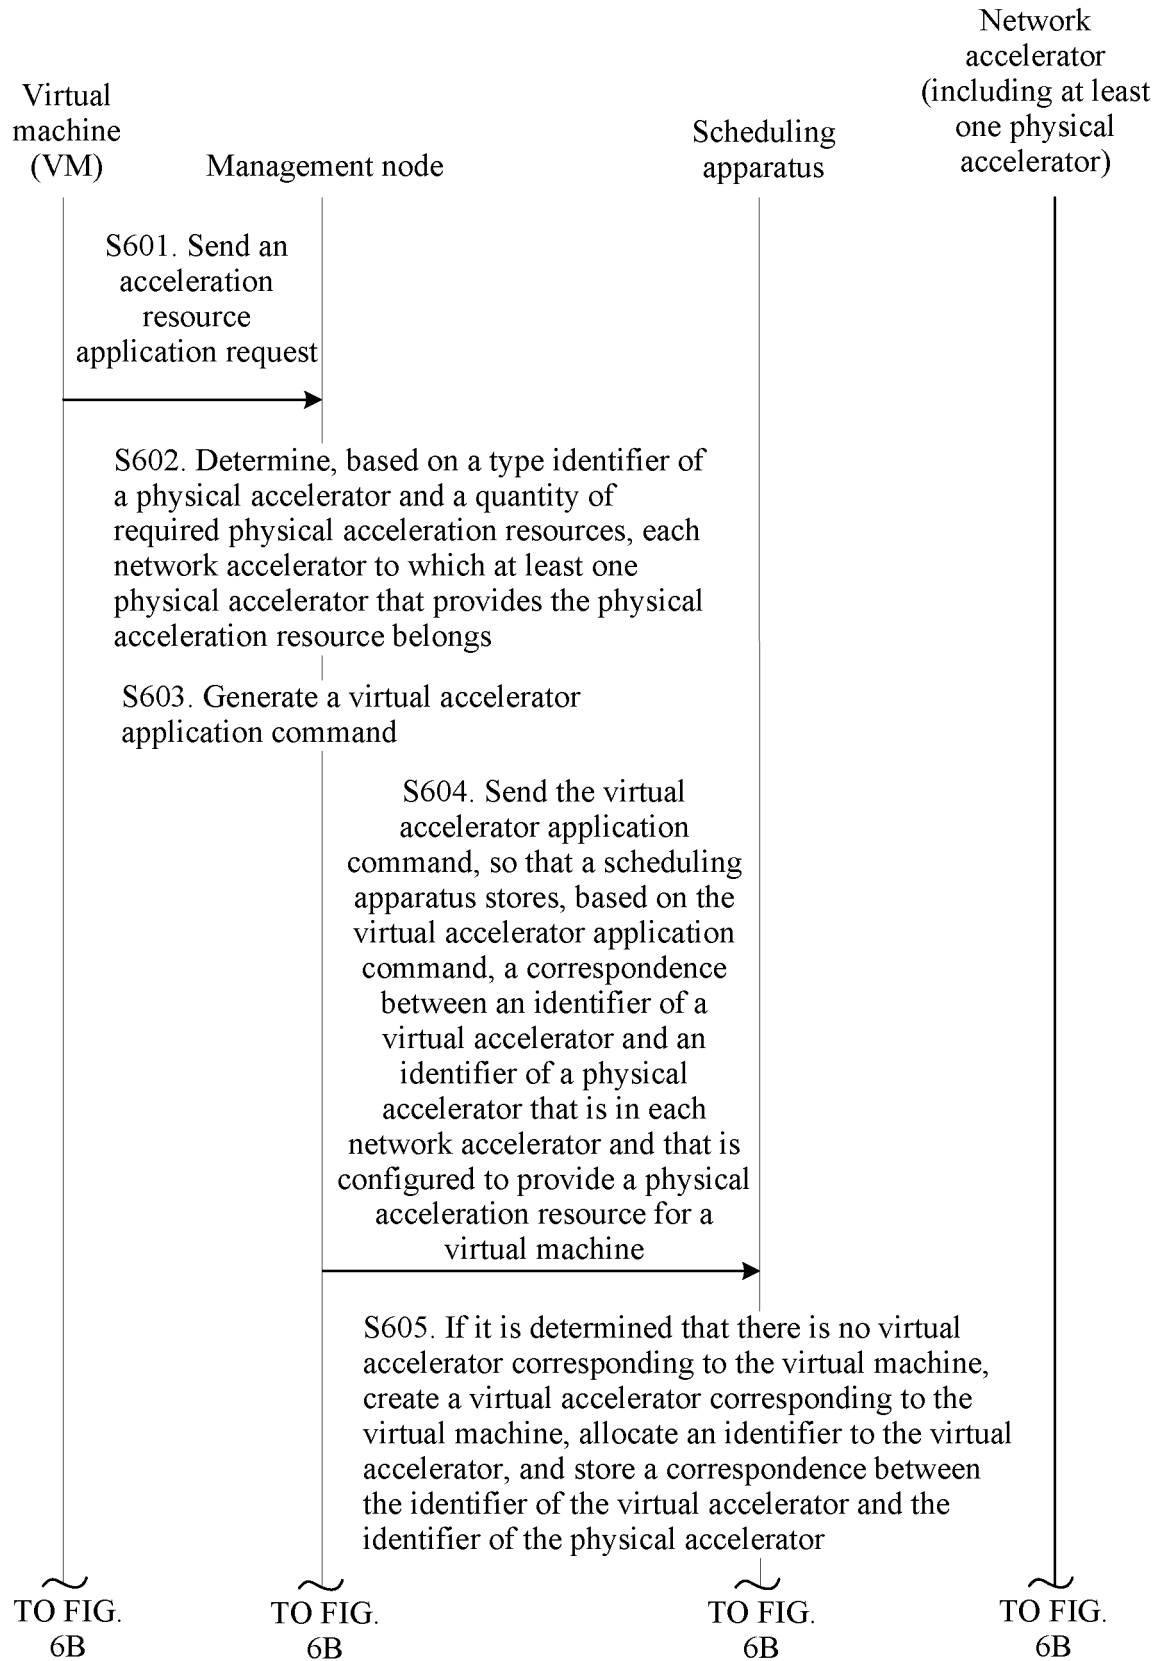 Virtual
machine
(VM)
Management node
Scheduling
apparatus
Network
accelerator
(including at least
one physical
accelerator)
S601. Send an
acceleration
resource
application request
S602. Determine, based on a type identifier of
a physical accelerator and a quantity of
required physical acceleration resources, each
network accelerator to which at least one
physical accelerator that provides the physical
acceleration resource belongs
S603. Generate a virtual accelerator
application command
S604. Send the virtual
accelerator application
command, so that a scheduling
apparatus stores, based on the
virtual accelerator application
command, a correspondence
between an identifier of a
virtual accelerator and an
identifier of a physical
accelerator that is in each
network accelerator and that is
configured to provide a physical
acceleration resource for a
virtual machine
S605. If it is determined that there is no virtual
accelerator corresponding to the virtual machine,
create a virtual accelerator corresponding to the
virtual machine, allocate an identifier to the virtual
accelerator, and store a correspondence between
the identifier of the virtual accelerator and the
identifier of the physical accelerator
TO FIG.
6B
TO FIG.
6B
TO FIG.
6B
TO FIG.
6B